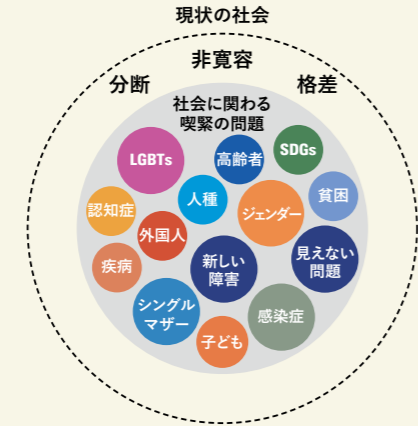 現状の社会
非寛容
分断
格差
社会に関わる
喫緊の問題
LGBTs
高齢者
SDGs
認知症
人種
ジェンダー
貧困
外国人
疾病
新しい
障害
見えない
問題
シングル
マザー
子ども
感染症